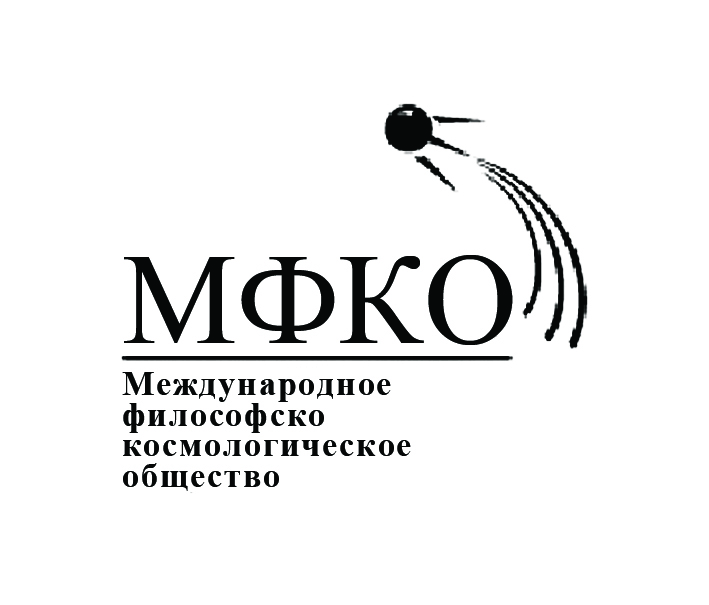 МФКО
Международное
философско
космологическое
общество